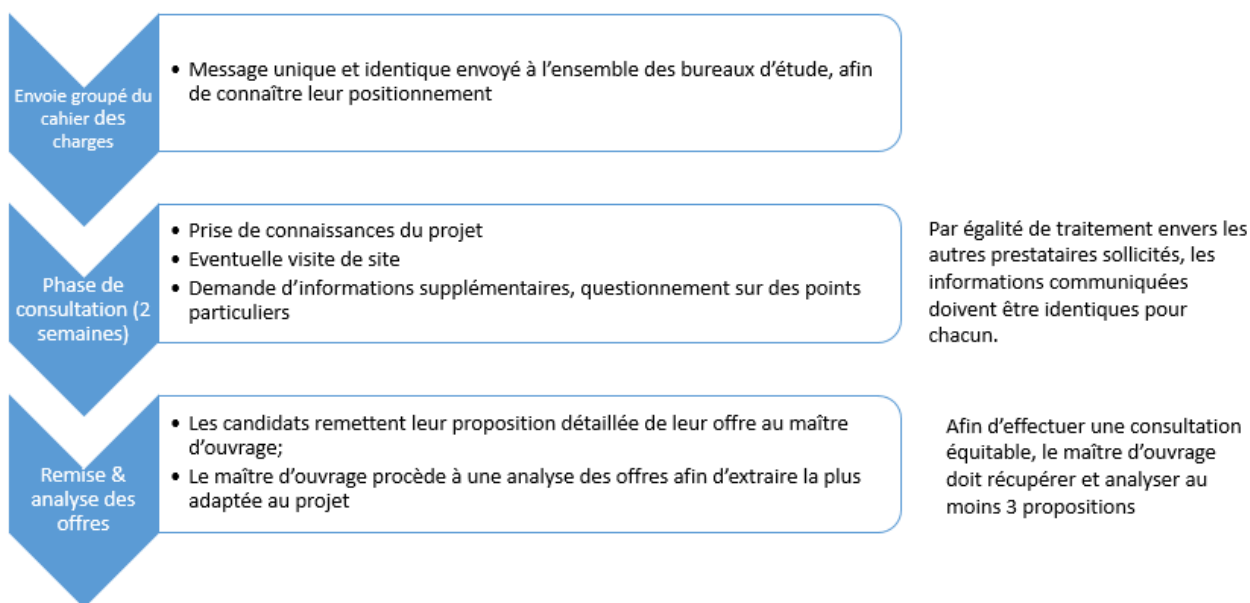 Envoie groupé du
cahier des
charges
• Message unique et identique envoyé à l'ensemble des bureaux d'étude, afin
de connaître leur positionnement
Phase de
consultation (2
semaines)
• Prise de connaissances du projet
• Eventuelle visite de site
• Demande d'informations supplémentaires, questionnement sur des points
particuliers
Par égalité de traitement envers les
autres prestataires sollicités, les
informations communiquées
doivent être identiques pour
chacun.
Remise &
analyse des
offres
• Les candidats remettent leur proposition détaillée de leur offre au maître
d'ouvrage;
• Le maître d'ouvrage procède à une analyse des offres afin d'extraire la plus
adaptée au projet
Afin d'effectuer une consultation
équitable, le maître d'ouvrage
doit récupérer et analyser au
moins 3 propositions